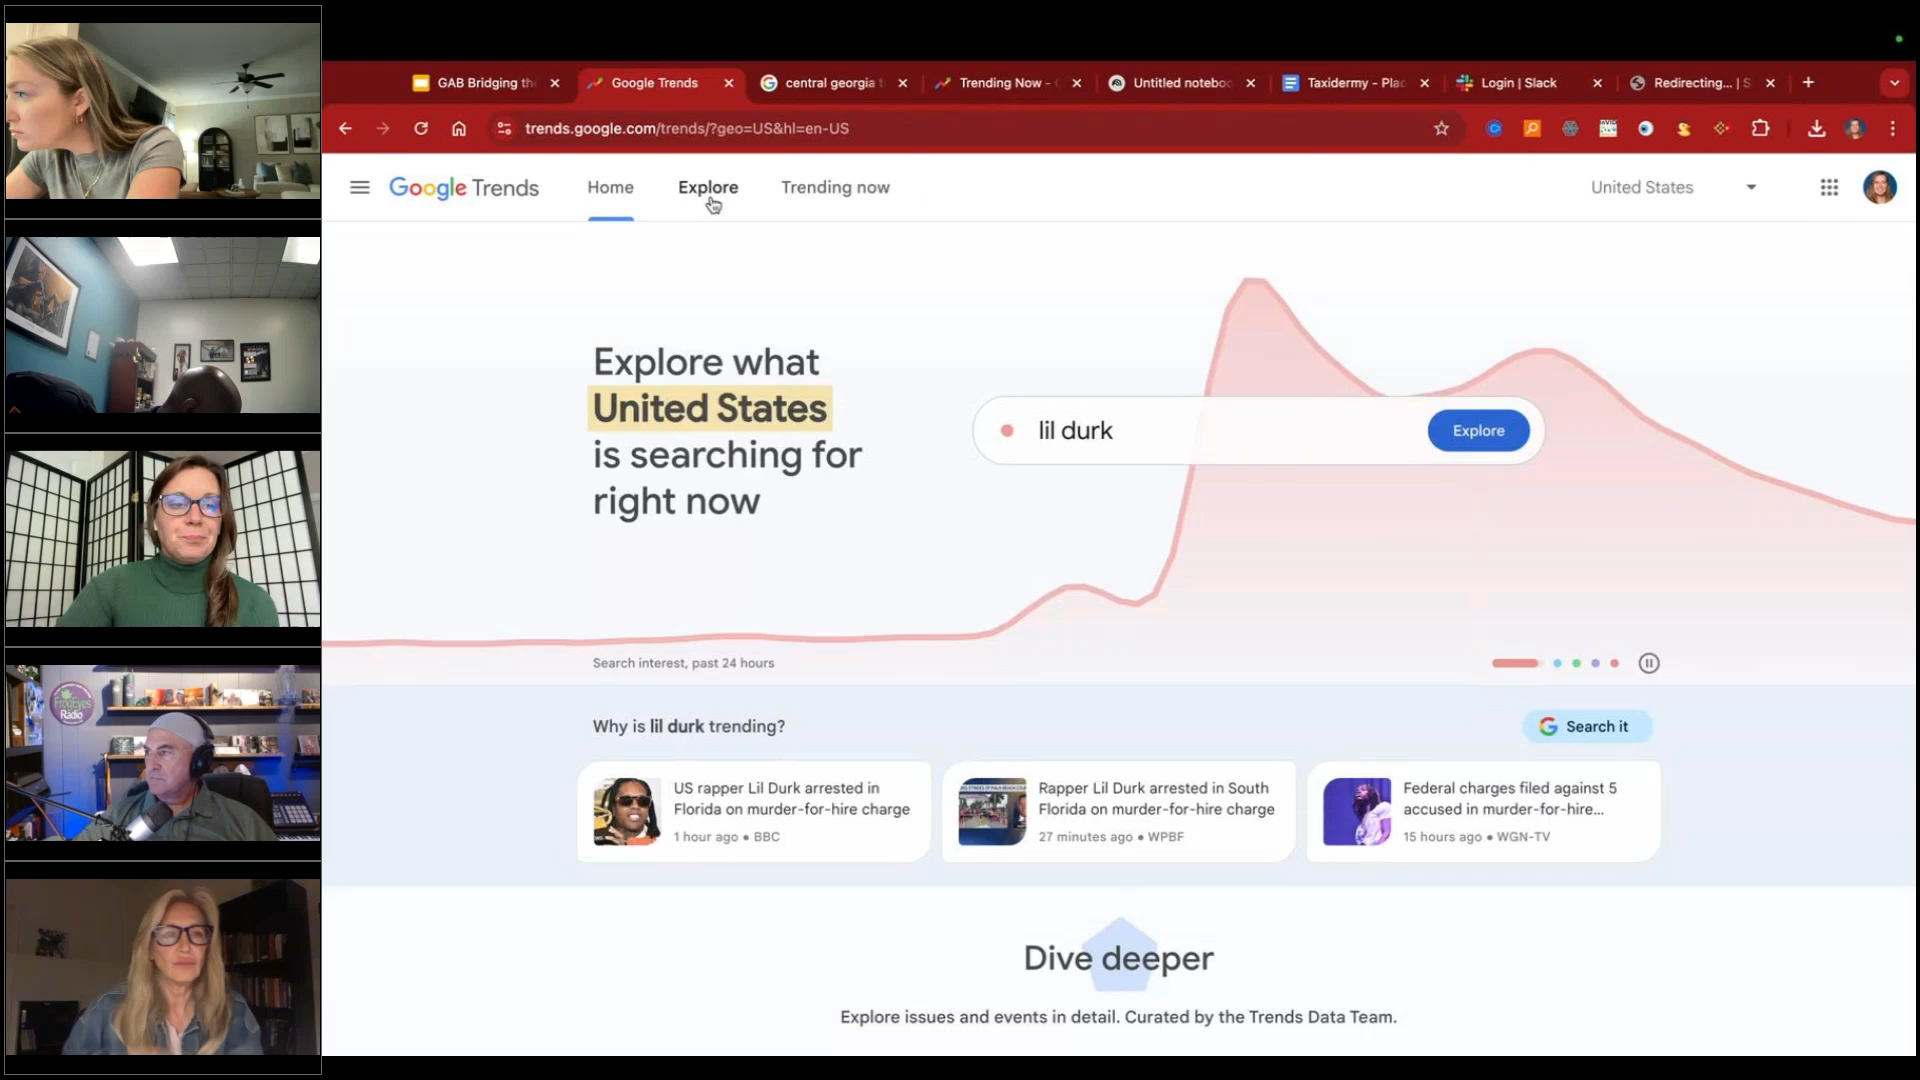 GAB Bridging the
Google Trends
central georgia t
Trending Now - G
Untitled noteboo
Taxidermy - Plac
Login | Slack
Redirecting... | S
trends.google.com/trends/?geo=US&hl=en-US
Google Trends
Home
Explore
Trending now
United States
Explore what
United States
is searching for
right now
lil durk
Explore
Search interest, past 24 hours
Why is lil durk trending?
Search it
US rapper Lil Durk arrested in
Florida on murder-for-hire charge
1 hour ago • BBC
Rapper Lil Durk arrested in South
Florida on murder-for-hire charge
27 minutes ago • WPBF
Federal charges filed against 5
accused in murder-for-hire...
15 hours ago • WGN-TV
Dive deeper
Explore issues and events in detail. Curated by the Trends Data Team.
FrogEyes
Radio